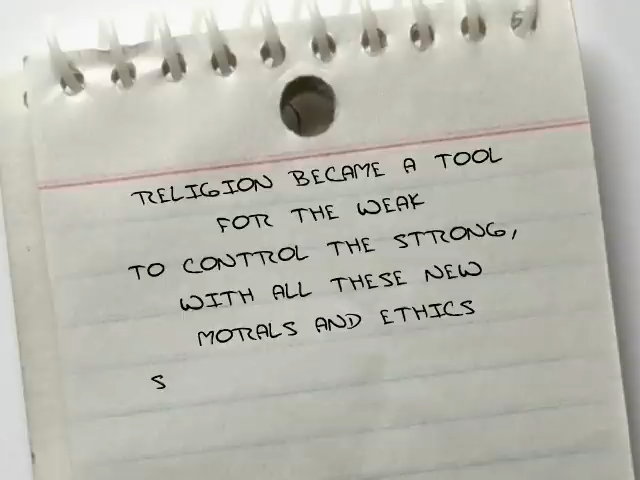 RELIGION BECAME A TOOL
FOR THE WEAK
TO CONTROL THE STRONG,
WITH ALL THESE NEW
MORALS AND ETHICS
S